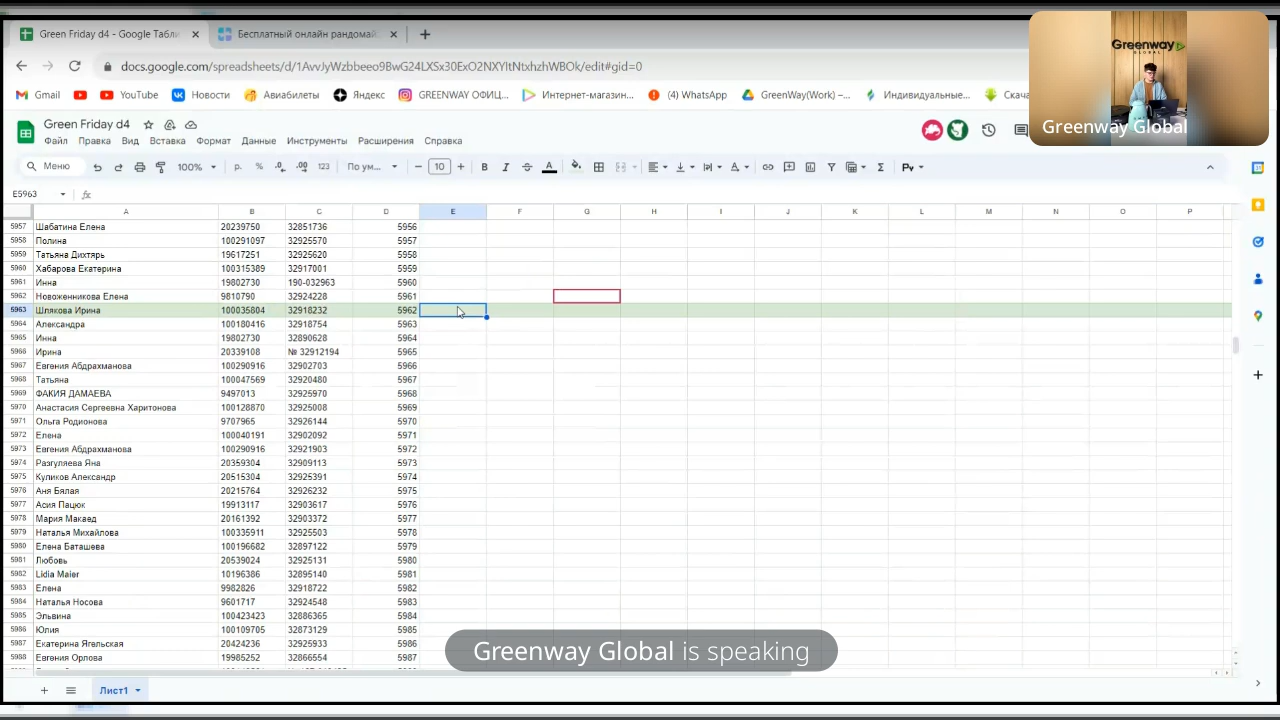 Green Friday d4 - Google Табли
Бесплатный онлайн рандомай
Greenway
GLOBAL
Greenway Global
Gmail
YouTube
Новости
Авиабилеты
Яндекс
GREENWAY ОФИЦ...
Интернет-магазин...
(4) WhatsApp
GreenWay(Work) –...
Индивидуальные...
Скача
Green Friday d4
Файл Правка Вид Вставка Формат Данные Инструменты Расширения Справка
Меню 100% р. % .0 .00 123 По ум... 10 B I A Σ
E5963 fx
A B C D E F G H I J K L M N O P
5957 Шабатина Елена 20239750 32851736 5956
5958 Полина 100291097 32925570 5957
5959 Татьяна Дихтярь 19617251 32925620 5958
5960 Хабарова Екатерина 100315389 32917001 5959
5961 Инна 19802730 190-032963 5960
5962 Новоженникова Елена 9810790 32924228 5961
5963 Шлякова Ирина 100035804 32918232 5962
5964 Александра 100180416 32918754 5963
5965 Инна 19802730 32890628 5964
5966 Ирина 20339108 № 32912194 5965
5967 Евгения Абдрахманова 100290916 32902703 5966
5968 Татьяна 100047569 32920480 5967
5969 ФАКИЯ ДАМАЕВА 9497013 32925970 5968
5970 Анастасия Сергеевна Харитонова 100128870 32925008 5969
5971 Ольга Родионова 9707965 32926144 5970
5972 Елена 100040191 32902092 5971
5973 Евгения Абдрахманова 100290916 32921903 5972
5974 Разгуляева Яна 20359304 32909113 5973
5975 Куликов Александр 20515304 32925391 5974
5976 Аня Бялая 20215764 32926232 5975
5977 Асия Пацюк 19913117 32903617 5976
5978 Мария Макаед 20161392 32903372 5977
5979 Наталья Михайлова 100335911 32925503 5978
5980 Елена Баташева 100196682 32897122 5979
5981 Любовь 20539024 32925131 5980
5982 Lidia Maier 10196386 32895140 5981
5983 Елена 9982826 32918722 5982
5984 Наталья Носова 9601717 32924548 5983
5985 Эльвина 100423423 32886365 5984
5986 Юлия 100109705 32873129 5985
5987 Екатерина Ягельская 20424236 32925933 5986
5988 Евгения Орлова 19985252 32866554 5987
Greenway Global is speaking
Лист1